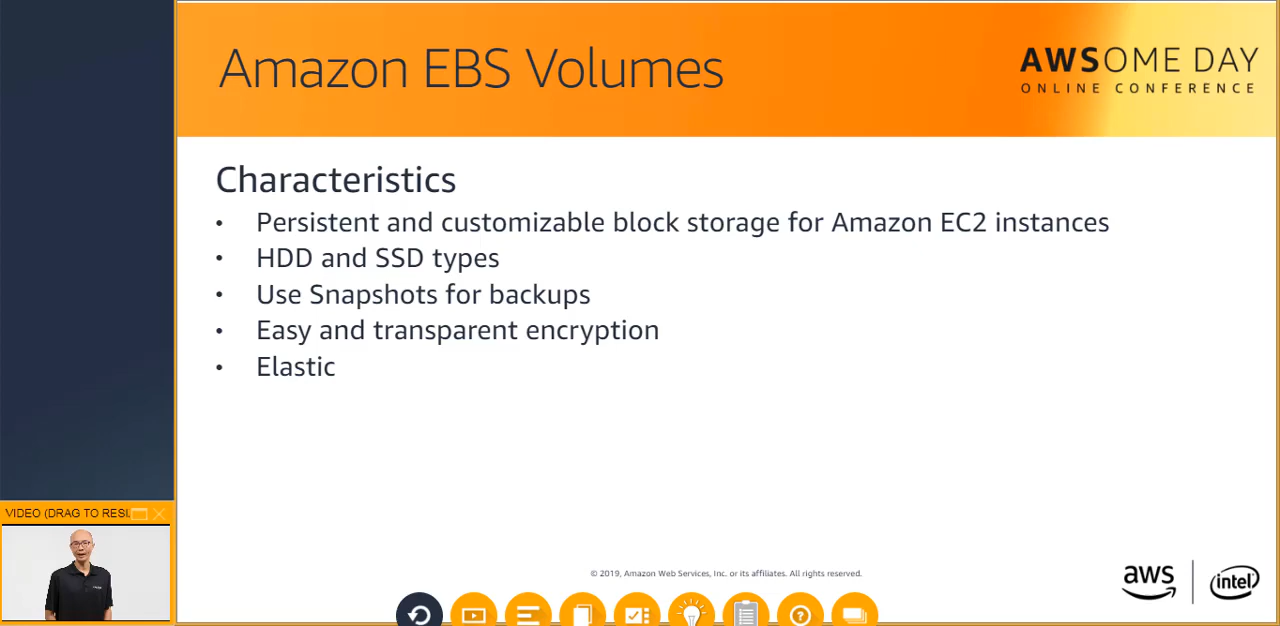 Amazon EBS Volumes
AWSOME DAY
ONLINE CONFERENCE
Characteristics
• Persistent and customizable block storage for Amazon EC2 instances
• HDD and SSD types
• Use Snapshots for backups
• Easy and transparent encryption
• Elastic
VIDEO (DRAG TO RESI
© 2019, Amazon Web Services, Inc. or its affiliates. All rights reserved.
aws
intel